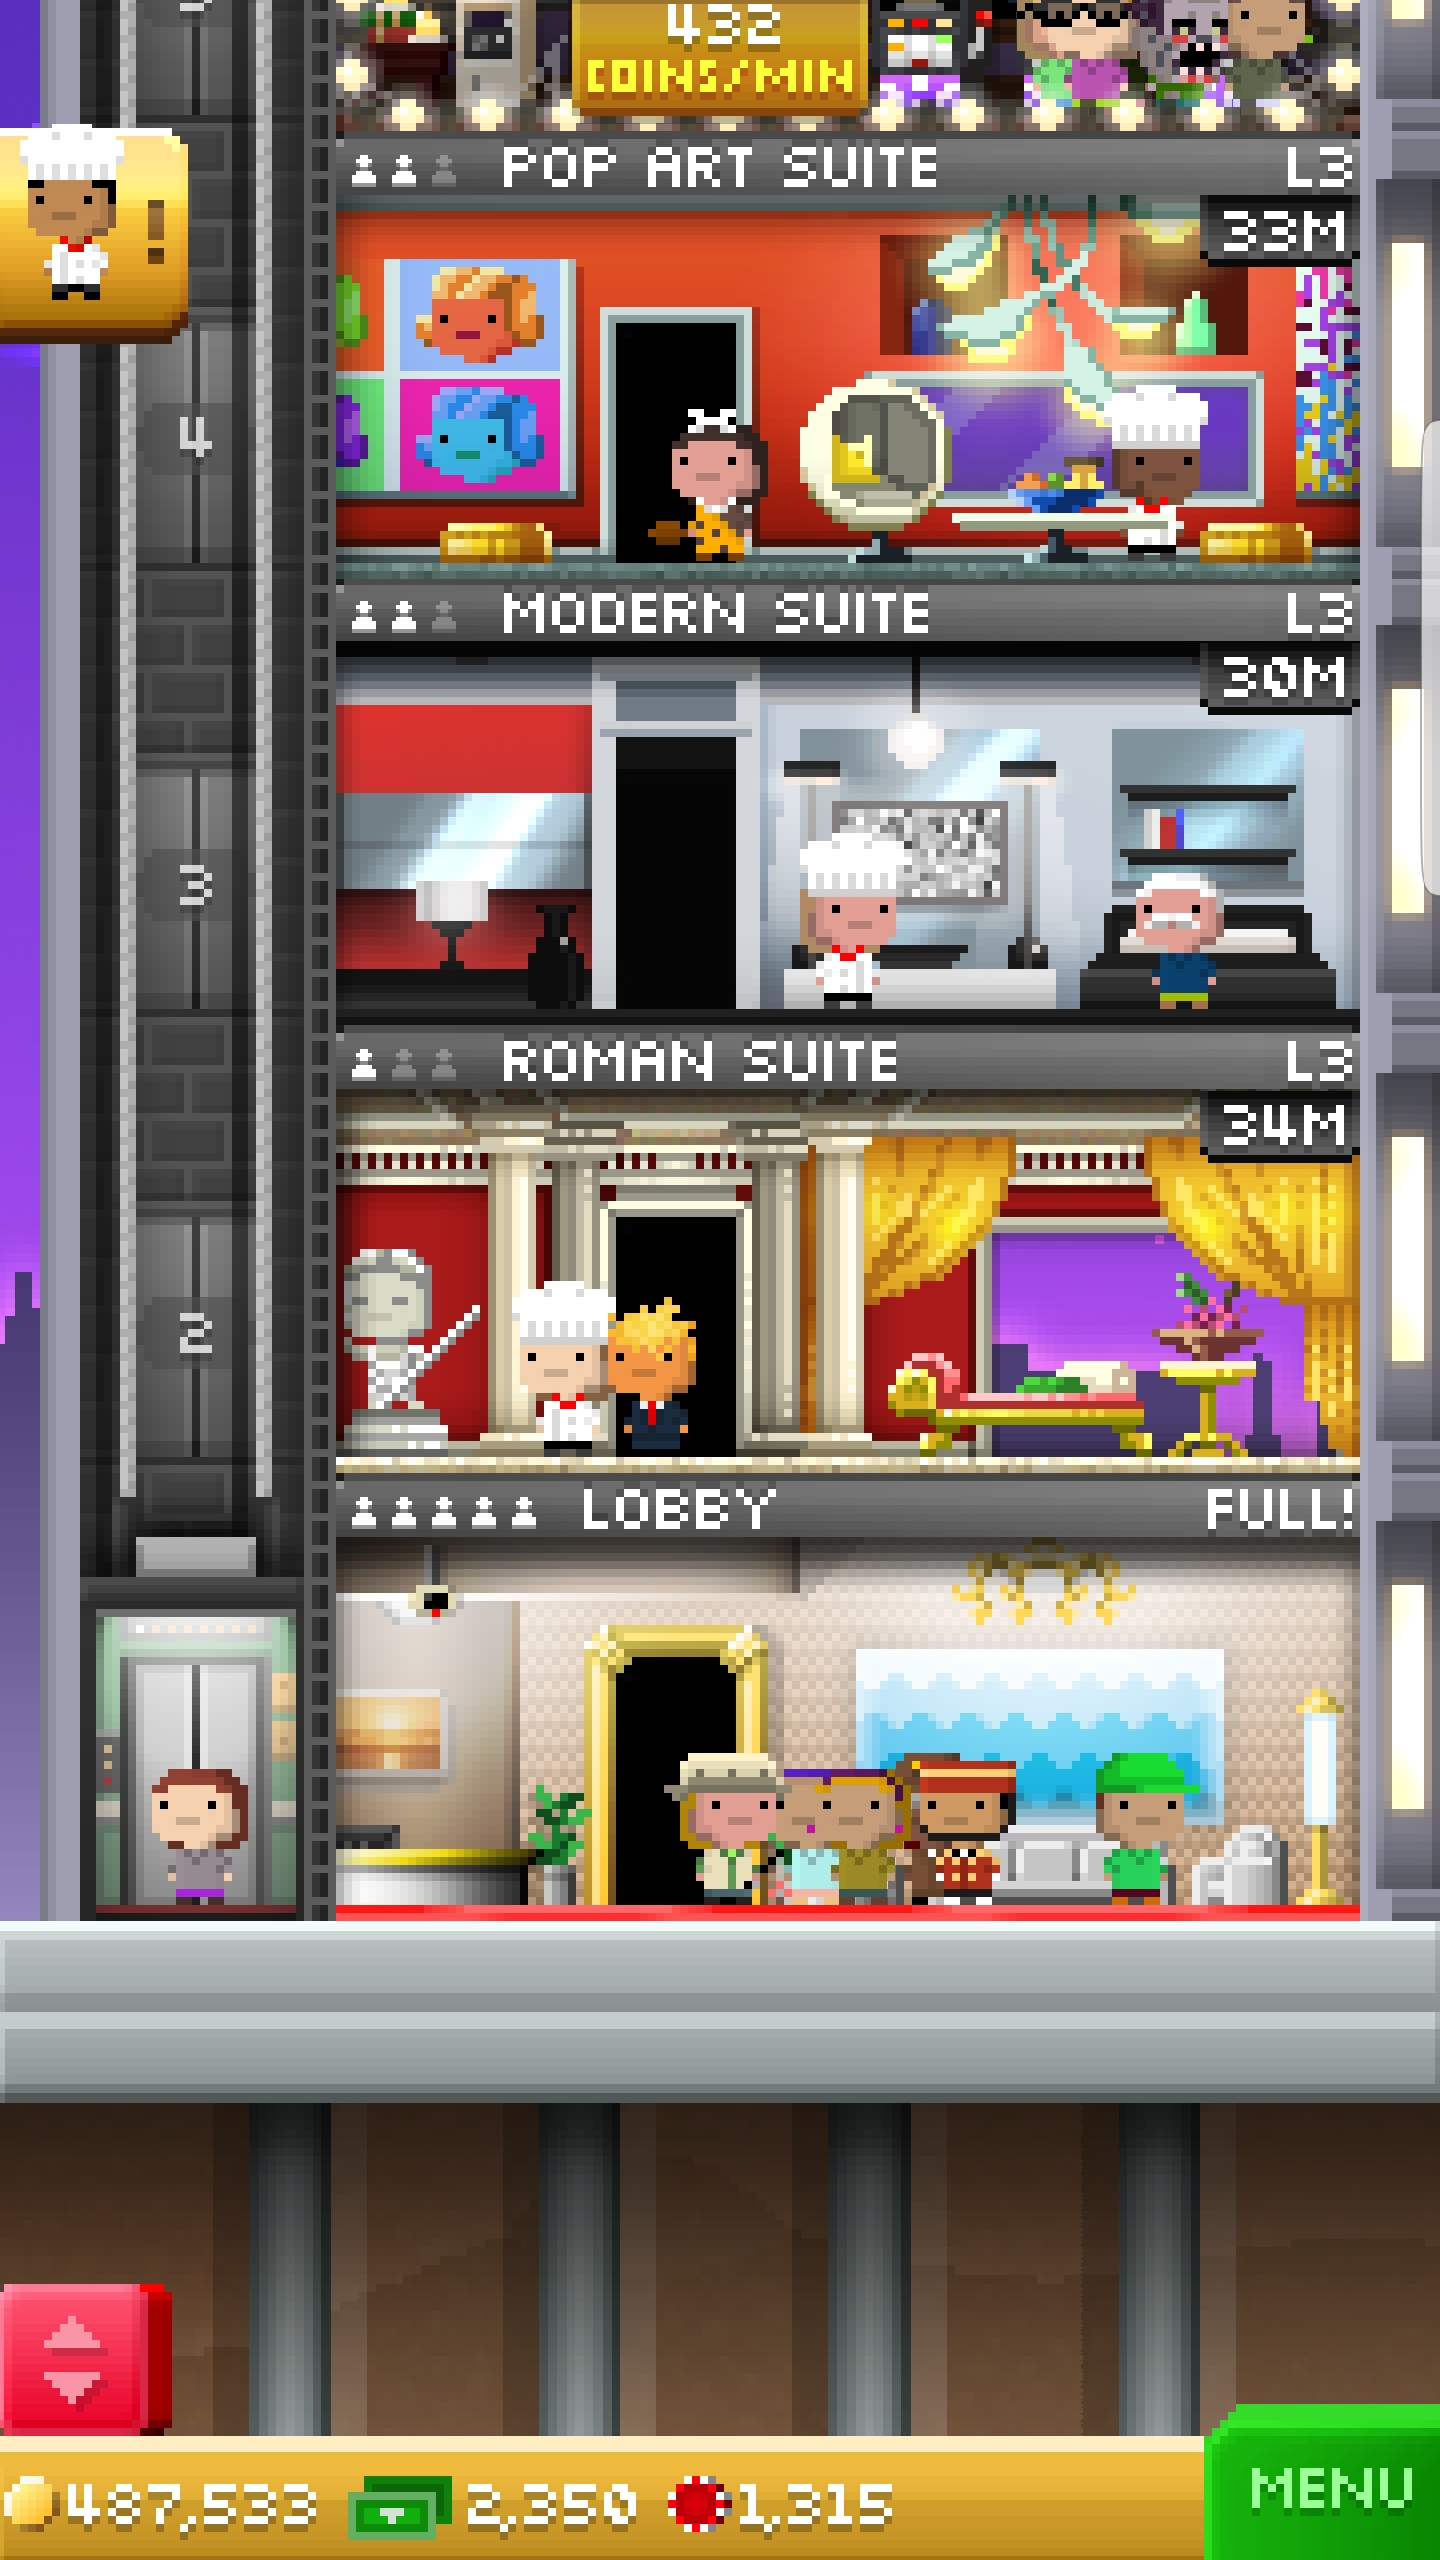 432
COINS/MIN
POP ART SUITE L3
33M
!
4
MODERN SUITE L3
30M
3
ROMAN SUITE L3
34M
2
LOBBY FULL!
MENU
487,533 2,350 1,315